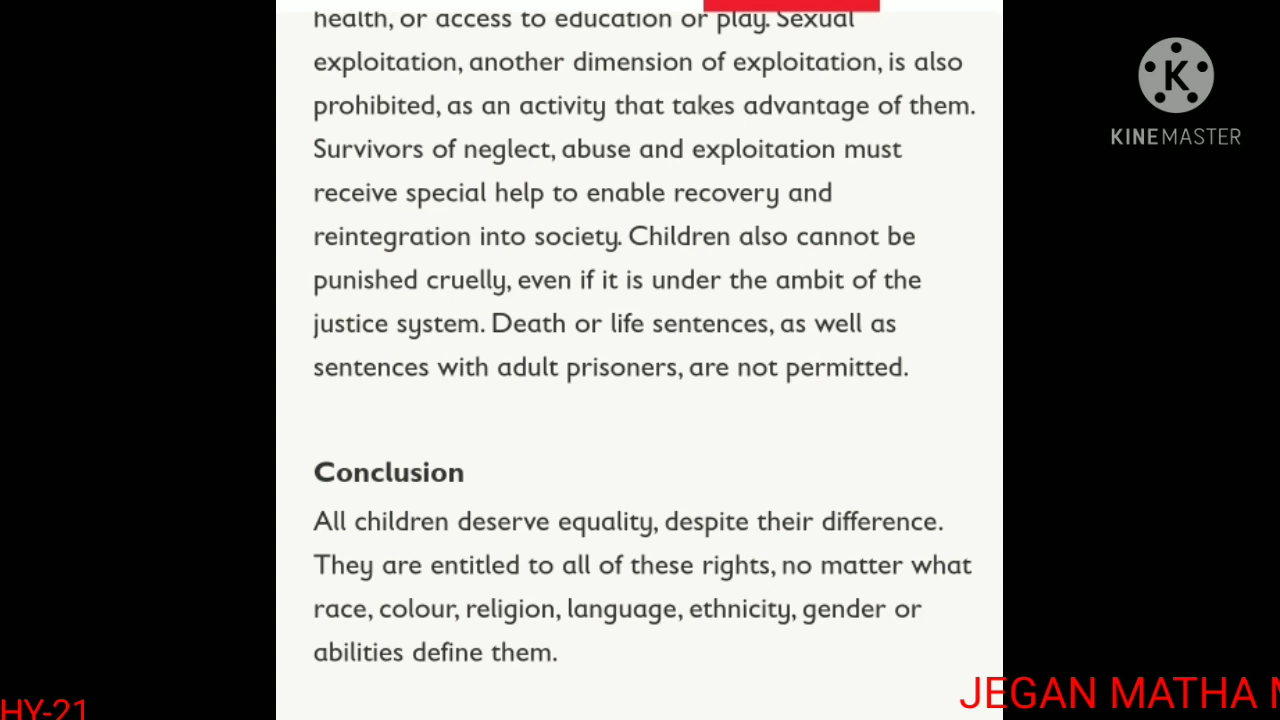 health, or access to education or play. Sexual
exploitation, another dimension of exploitation, is also
prohibited, as an activity that takes advantage of them.
Survivors of neglect, abuse and exploitation must
receive special help to enable recovery and
reintegration into society. Children also cannot be
punished cruelly, even if it is under the ambit of the
justice system. Death or life sentences, as well as
sentences with adult prisoners, are not permitted.
Conclusion
All children deserve equality, despite their difference.
They are entitled to all of these rights, no matter what
race, colour, religion, language, ethnicity, gender or
abilities define them.
K
KINEMASTER
HY-21
JEGAN MATHA